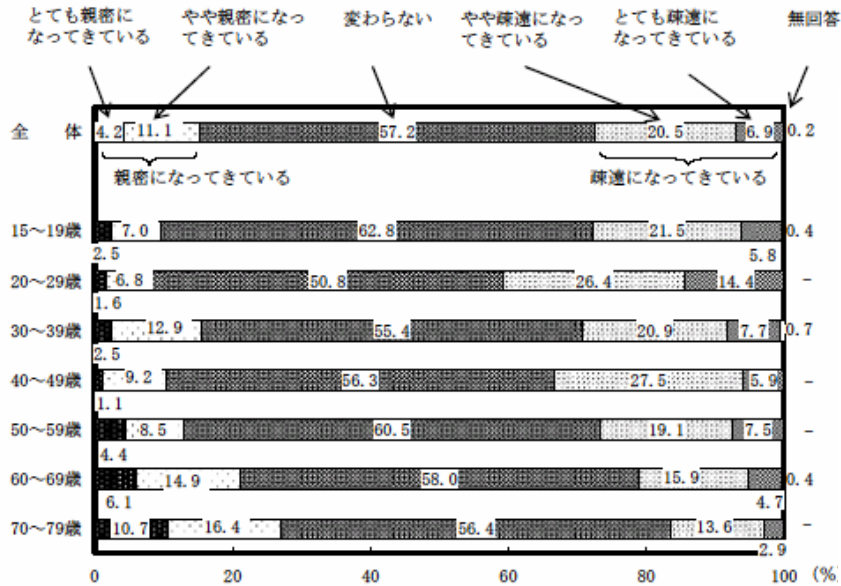 とても親密に
なってきている
やや親密になっ
てきている
変わらない
やや疎遠になっ
てきている
とても疎遠に
なってきている
無回答
全 体 4.2 11.1 57.2 20.5 6.9 0.2
親密になってきている 疎遠になってきている
15～19歳 7.0 62.8 21.5 0.4
2.5 5.8
20～29歳 6.8 50.8 26.4 14.4 －
1.6
30～39歳 12.9 55.4 20.9 7.7 0.7
2.5
40～49歳 9.2 56.3 27.5 5.9 －
1.1
50～59歳 8.5 60.5 19.1 7.5 －
4.4
60～69歳 14.9 58.0 15.9 0.4
6.1 4.7
70～79歳 10.7 16.4 56.4 13.6 －
2.9
0 20 40 60 80 100 (%)